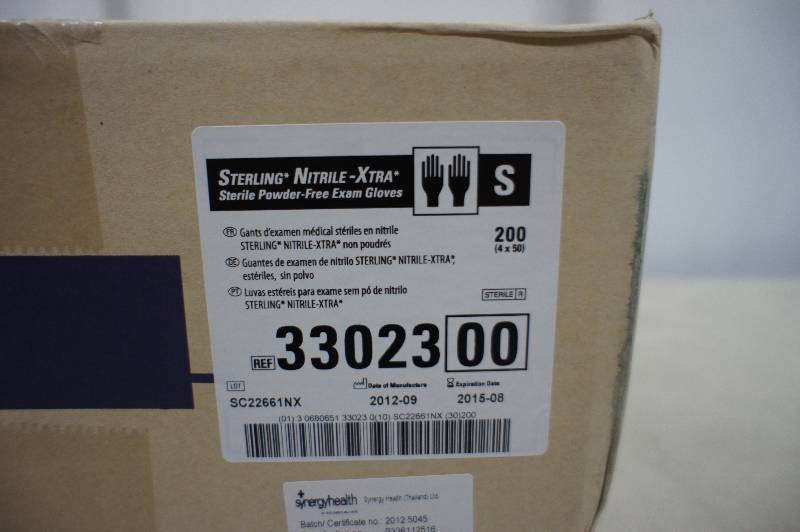 STERLING* NITRILE-XTRA*
Sterile Powder-Free Exam Gloves
S
FR Gants d'examen médical stériles en nitrile
STERLING* NITRILE-XTRA* non poudrés
200
(4 x 50)
Guantes de examen de nitrilo STERLING* NITRILE-XTRA*,
estériles, sin polvo
PT Luvas estéreis para exame sem pó de nitrilo
STERLING* NITRILE-XTRA*
STERILE R
REF 33023 00
LOT Date of Manufacture Expiration Date
SC22661NX 2012-09 2015-08
(01) 3 0680651 33023 0(10) SC22661NX (30)200
synergyhealth Synergy Health (Thailand) Ltd.
Batch/ Certificate no.: 2012 5045